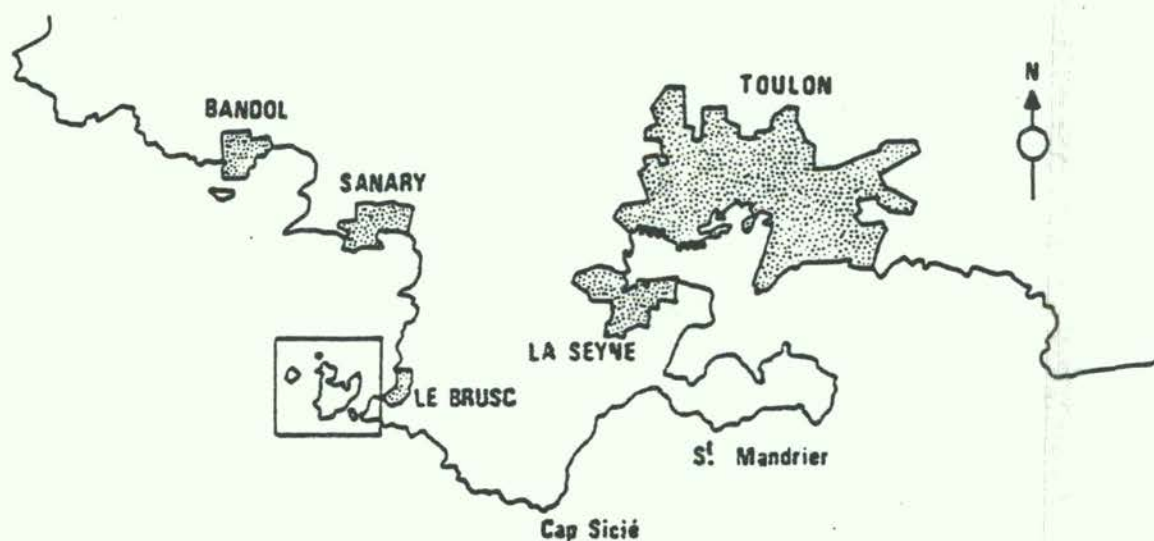 TOULON
N
BANDOL
SANARY
LA SEYNE
LE BRUSC
St Mandrier
Cap Sicié